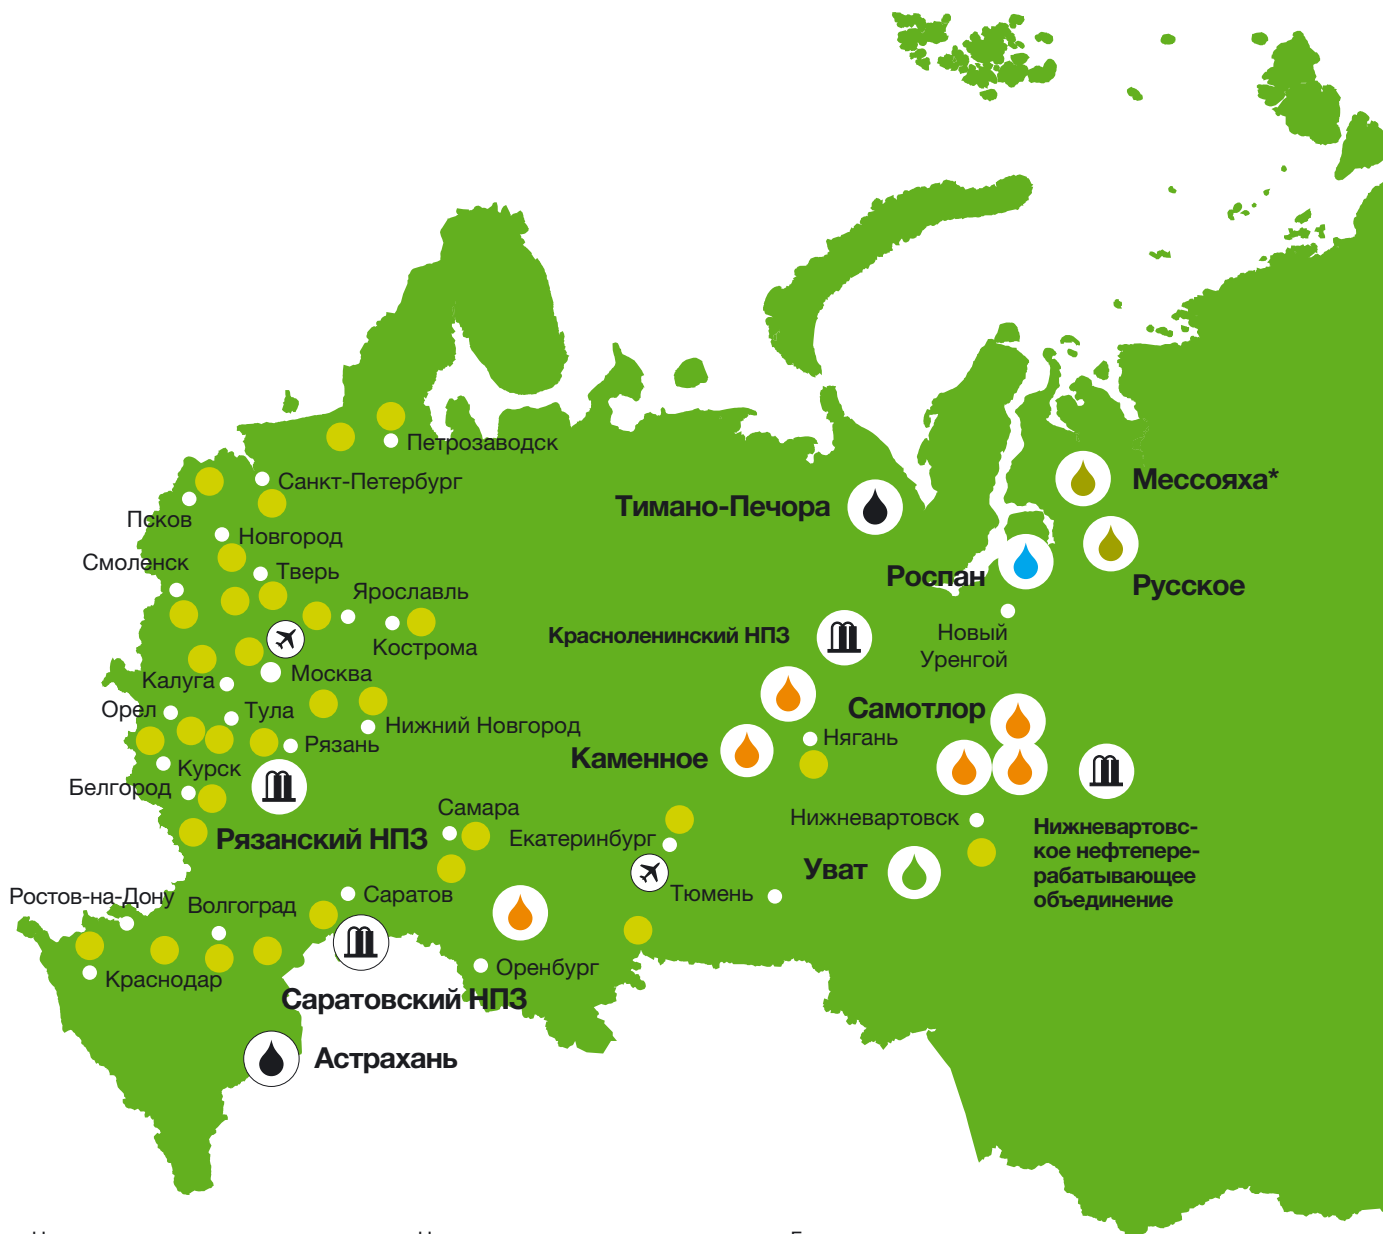 Петрозаводск
Мессояха*
Санкт-Петербург
Тимано-Печора
Псков
Новгород
Смоленск
Тверь
Роспан
Русское
Ярославль
Красноленинский НПЗ
Новый
Уренгой
Кострома
Москва
Калуга
Орел
Тула
Самотлор
Нижний Новгород
Нягань
Рязань
Каменное
Курск
Белгород
Самара
Нижневартовск
Нижневартовс-
кое нефтепере-
рабатывающее
объединение
Рязанский НПЗ
Екатеринбург
Уват
Ростов-на-Дону
Саратов
Тюмень
Волгоград
Оренбург
Краснодар
Саратовский НПЗ
Астрахань